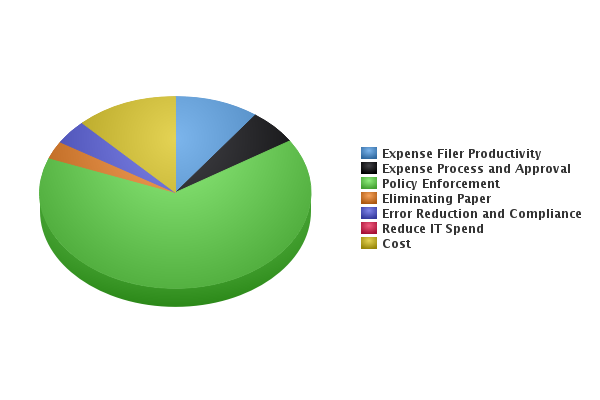 Expense Filer Productivity
Expense Process and Approval
Policy Enforcement
Eliminating Paper
Error Reduction and Compliance
Reduce IT Spend
Cost